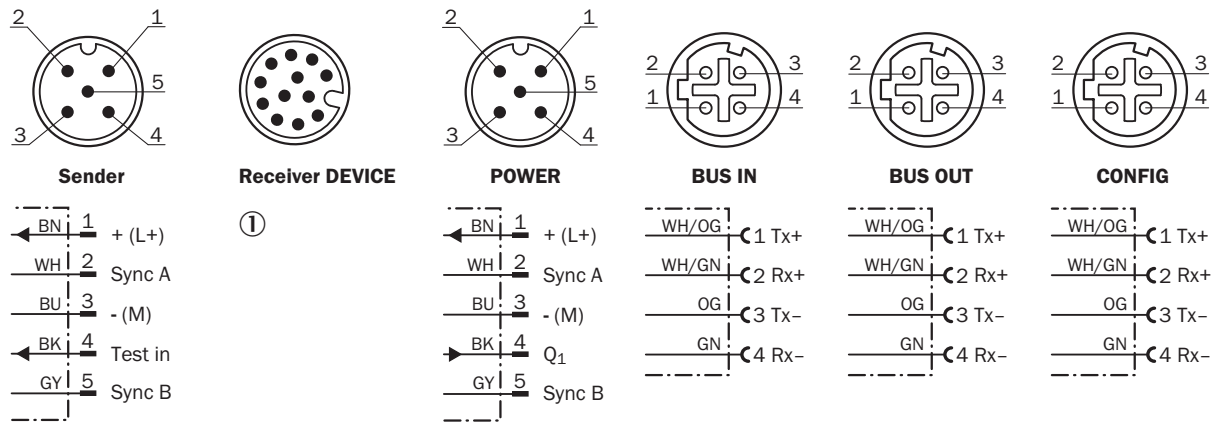 2 1
5
3 4
Sender
BN 1 + (L+)
WH 2 Sync A
BU 3 - (M)
BK 4 Test in
GY 5 Sync B
Receiver DEVICE
①
2 1
5
3 4
POWER
BN 1 + (L+)
WH 2 Sync A
BU 3 - (M)
BK 4 Q1
GY 5 Sync B
2 3
1 4
BUS IN
WH/OG 1 Tx+
WH/GN 2 Rx+
OG 3 Tx–
GN 4 Rx–
2 3
1 4
BUS OUT
WH/OG 1 Tx+
WH/GN 2 Rx+
OG 3 Tx–
GN 4 Rx–
2 3
1 4
CONFIG
WH/OG 1 Tx+
WH/GN 2 Rx+
OG 3 Tx–
GN 4 Rx–